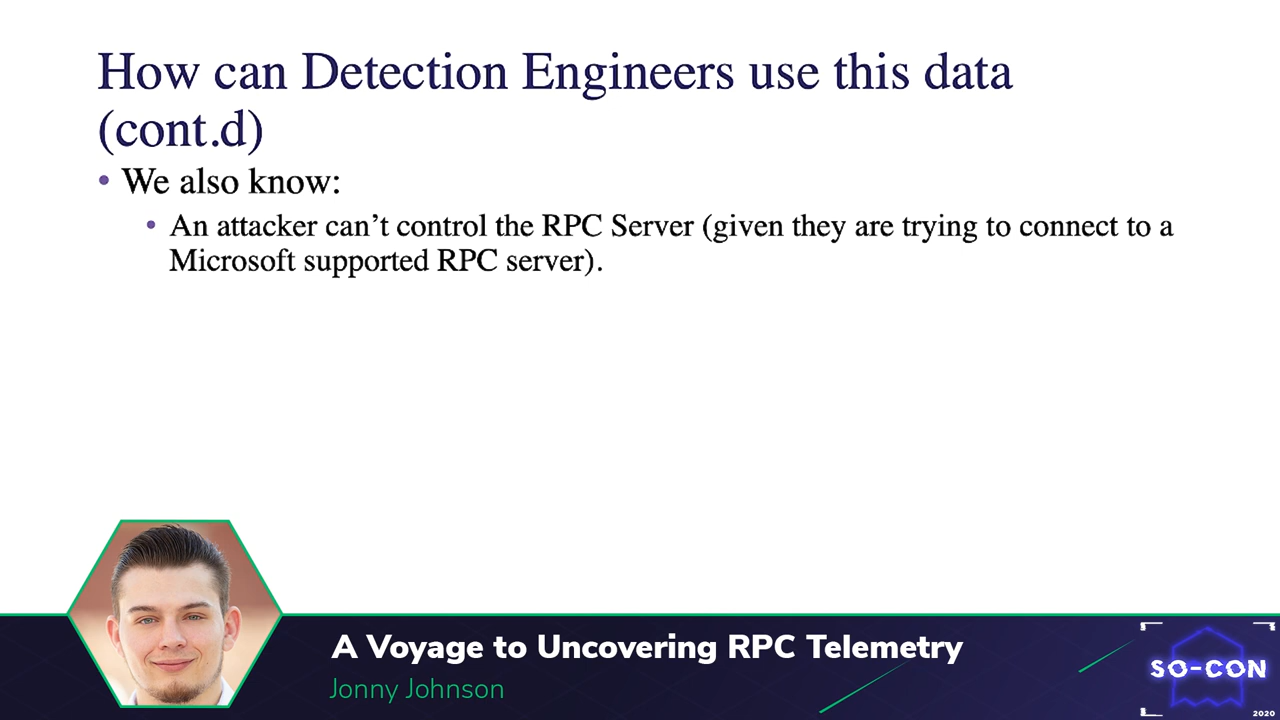 How can Detection Engineers use this data
(cont.d)
• We also know:
• An attacker can’t control the RPC Server (given they are trying to connect to a
Microsoft supported RPC server).
A Voyage to Uncovering RPC Telemetry
Jonny Johnson
SO-CON
2020